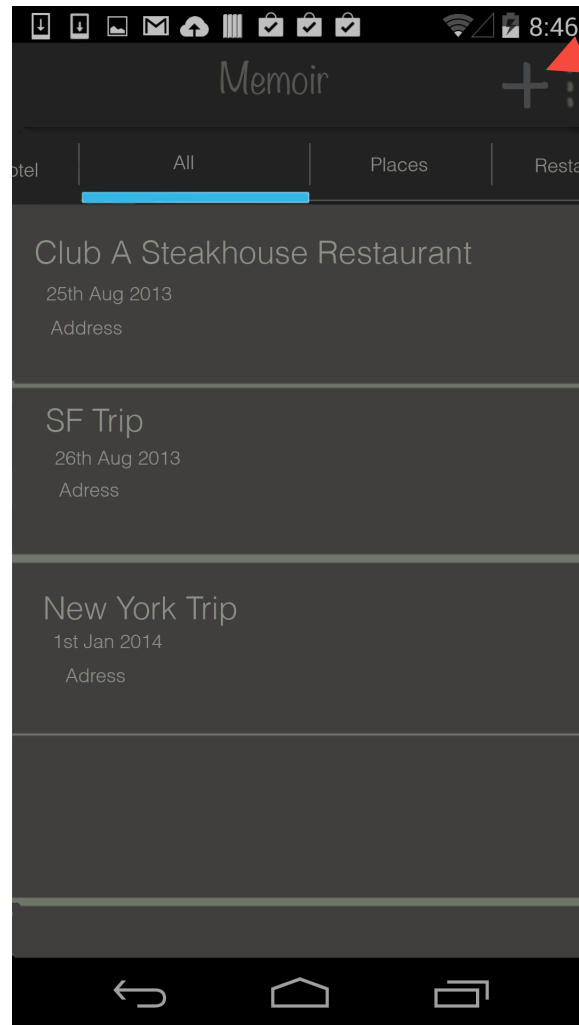 8:46
Memoir
otel All Places Resta
Club A Steakhouse Restaurant
25th Aug 2013
Address
SF Trip
26th Aug 2013
Adress
New York Trip
1st Jan 2014
Adress